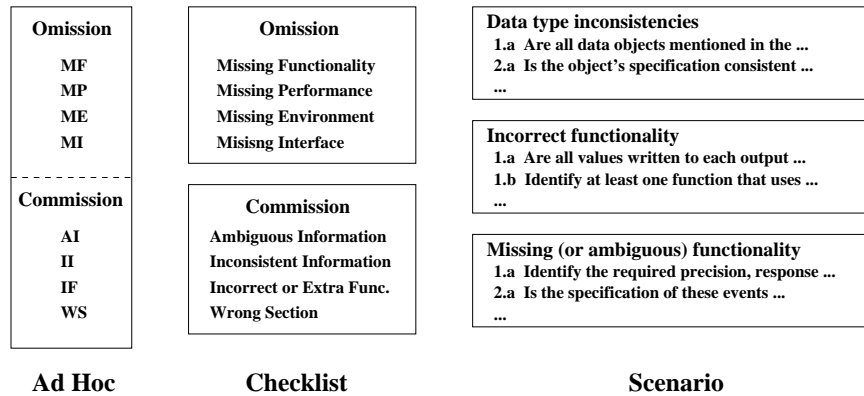 Omission
MF
MP
ME
MI
Commission
AI
II
IF
WS
Ad Hoc
Omission
Missing Functionality
Missing Performance
Missing Environment
Misisng Interface
Commission
Ambiguous Information
Inconsistent Information
Incorrect or Extra Func.
Wrong Section
Checklist
Data type inconsistencies
1.a Are all data objects mentioned in the ...
2.a Is the object's specification consistent ...
...
Incorrect functionality
1.a Are all values written to each output ...
1.b Identify at least one function that uses ...
...
Missing (or ambiguous) functionality
1.a Identify the required precision, response ...
2.a Is the specification of these events ...
...
Scenario